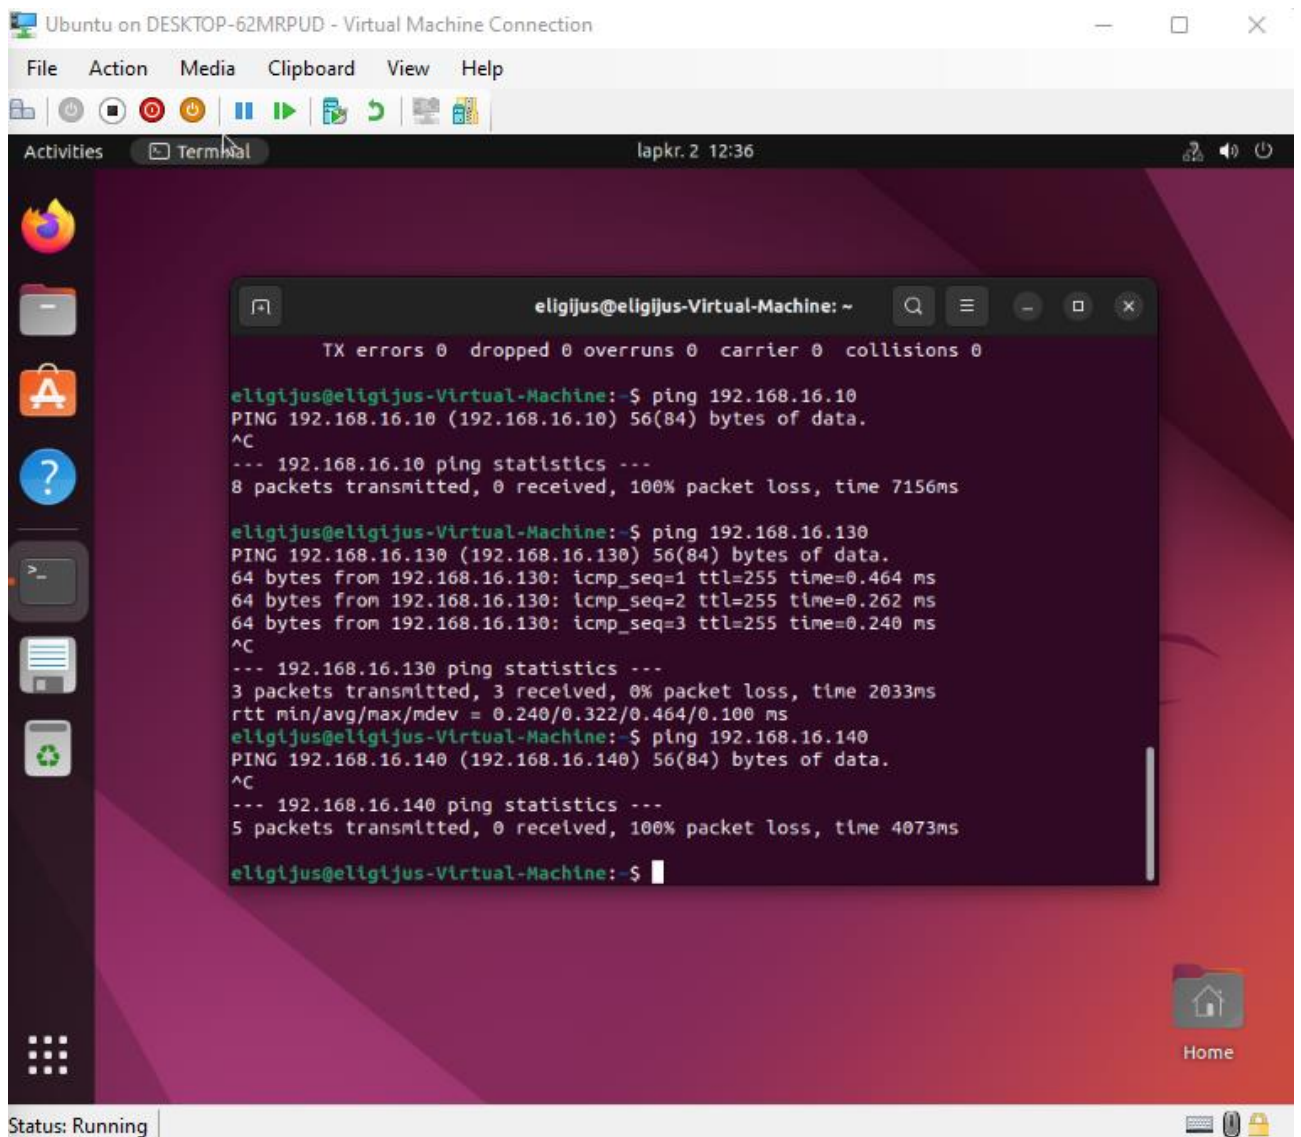 Ubuntu on DESKTOP-62MRPUD - Virtual Machine Connection
File Action Media Clipboard View Help
Activities Terminal lapkr. 2 12:36
eligijus@eligijus-Virtual-Machine: ~
TX errors 0 dropped 0 overruns 0 carrier 0 collisions 0
eligijus@eligijus-Virtual-Machine:~$ ping 192.168.16.10
PING 192.168.16.10 (192.168.16.10) 56(84) bytes of data.
^C
--- 192.168.16.10 ping statistics ---
8 packets transmitted, 0 received, 100% packet loss, time 7156ms
eligijus@eligijus-Virtual-Machine:~$ ping 192.168.16.130
PING 192.168.16.130 (192.168.16.130) 56(84) bytes of data.
64 bytes from 192.168.16.130: icmp_seq=1 ttl=255 time=0.464 ms
64 bytes from 192.168.16.130: icmp_seq=2 ttl=255 time=0.262 ms
64 bytes from 192.168.16.130: icmp_seq=3 ttl=255 time=0.240 ms
^C
--- 192.168.16.130 ping statistics ---
3 packets transmitted, 3 received, 0% packet loss, time 2033ms
rtt min/avg/max/mdev = 0.240/0.322/0.464/0.100 ms
eligijus@eligijus-Virtual-Machine:~$ ping 192.168.16.140
PING 192.168.16.140 (192.168.16.140) 56(84) bytes of data.
^C
--- 192.168.16.140 ping statistics ---
5 packets transmitted, 0 received, 100% packet loss, time 4073ms
eligijus@eligijus-Virtual-Machine:~$
Home
Status: Running